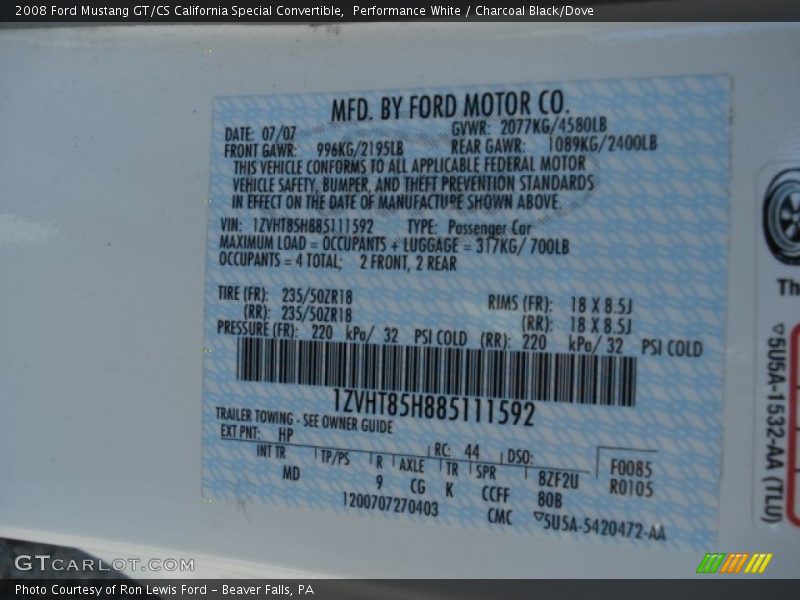 2008 Ford Mustang GT/CS California Special Convertible,  Performance White / Charcoal Black/Dove
MFD. BY FORD MOTOR CO.
DATE: 07/07 GVWR: 2077KG/4580LB
FRONT GAWR: 996KG/2195LB REAR GAWR: 1089KG/2400LB
THIS VEHICLE CONFORMS TO ALL APPLICABLE FEDERAL MOTOR
VEHICLE SAFETY, BUMPER, AND THEFT PREVENTION STANDARDS
IN EFFECT ON THE DATE OF MANUFACTURE SHOWN ABOVE.
VIN: 1ZVHT85H885111592 TYPE: Passenger Car
MAXIMUM LOAD = OCCUPANTS + LUGGAGE = 317KG/ 700LB
OCCUPANTS = 4 TOTAL; 2 FRONT, 2 REAR
TIRE (FR): 235/50ZR18 RIMS (FR): 18 X 8.5J
(RR): 235/50ZR18 (RR): 18 X 8.5J
PRESSURE (FR): 220 kPa/ 32 PSI COLD (RR): 220 kPa/ 32 PSI COLD
1ZVHT85H885111592
TRAILER TOWING - SEE OWNER GUIDE
EXT PNT: HP RC: 44 DSO: F0085
INT TR TP/PS R AXLE TR SPR 8ZF2U R0105
MD 9 CG K CCFF 80B
1200707270403 CMC ▽5U5A-5420472-AA
Th
▽5U5A-1532-AA (TLU)
GTCARLOT.COM
Photo Courtesy of Ron Lewis Ford – Beaver Falls, PA